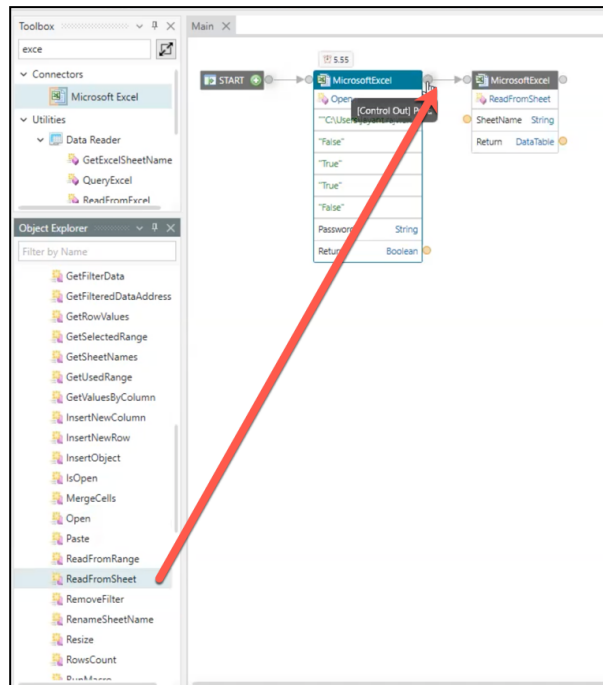 Toolbox
exce
Connectors
Microsoft Excel
Utilities
Data Reader
GetExcelSheetName
QueryExcel
ReadFromExcel
Object Explorer
Filter by Name
GetFilterData
GetFilteredDataAddress
GetRowValues
GetSelectedRange
GetSheetNames
GetUsedRange
GetValuesByColumn
InsertNewColumn
InsertNewRow
InsertObject
IsOpen
MergeCells
Open
Paste
ReadFromRange
ReadFromSheet
RemoveFilter
RenameSheetName
Resize
RowsCount
RunMacro
Main
5.55
START
MicrosoftExcel
Open
[Control Out]
""C:\Users
"False"
"True"
"True"
"False"
Password String
Return Boolean
MicrosoftExcel
ReadFromSheet
SheetName String
Return DataTable